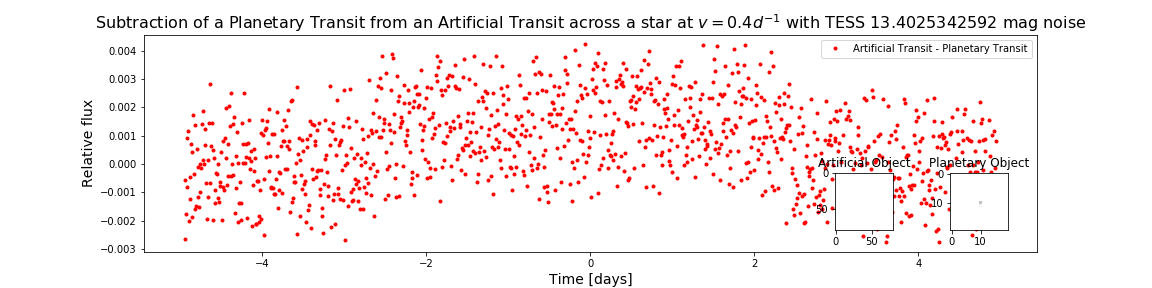 Subtraction of a Planetary Transit from an Artificial Transit across a star at v = 0.4d⁻¹ with TESS 13.4025342592 mag noise
Artificial Transit - Planetary Transit
Relative flux
0.004
0.003
0.002
0.001
0.000
−0.001
−0.002
−0.003
Artificial Object
0
50
0 50
Planetary Object
0
10
0 10
−4 −2 0 2 4
Time [days]